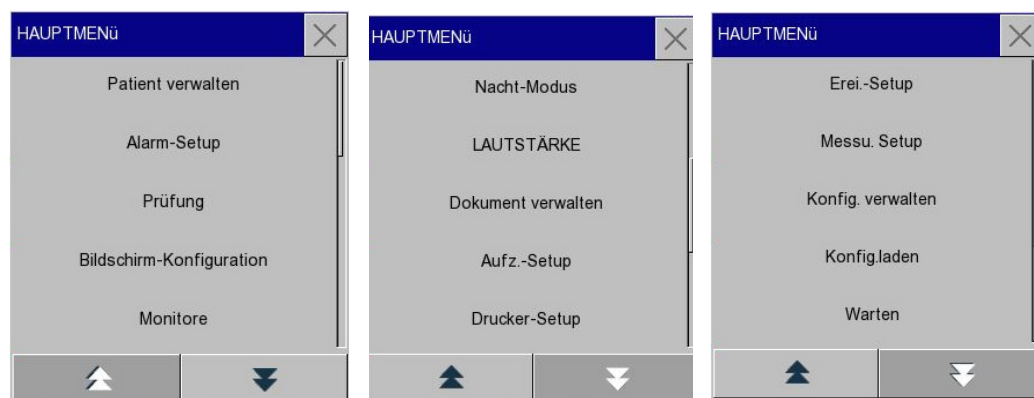 HAUPTMENü
Patient verwalten
Alarm-Setup
Prüfung
Bildschirm-Konfiguration
Monitore
HAUPTMENü
Nacht-Modus
LAUTSTÄRKE
Dokument verwalten
Aufz.-Setup
Drucker-Setup
HAUPTMENü
Erei.-Setup
Messu. Setup
Konfig. verwalten
Konfig.laden
Warten